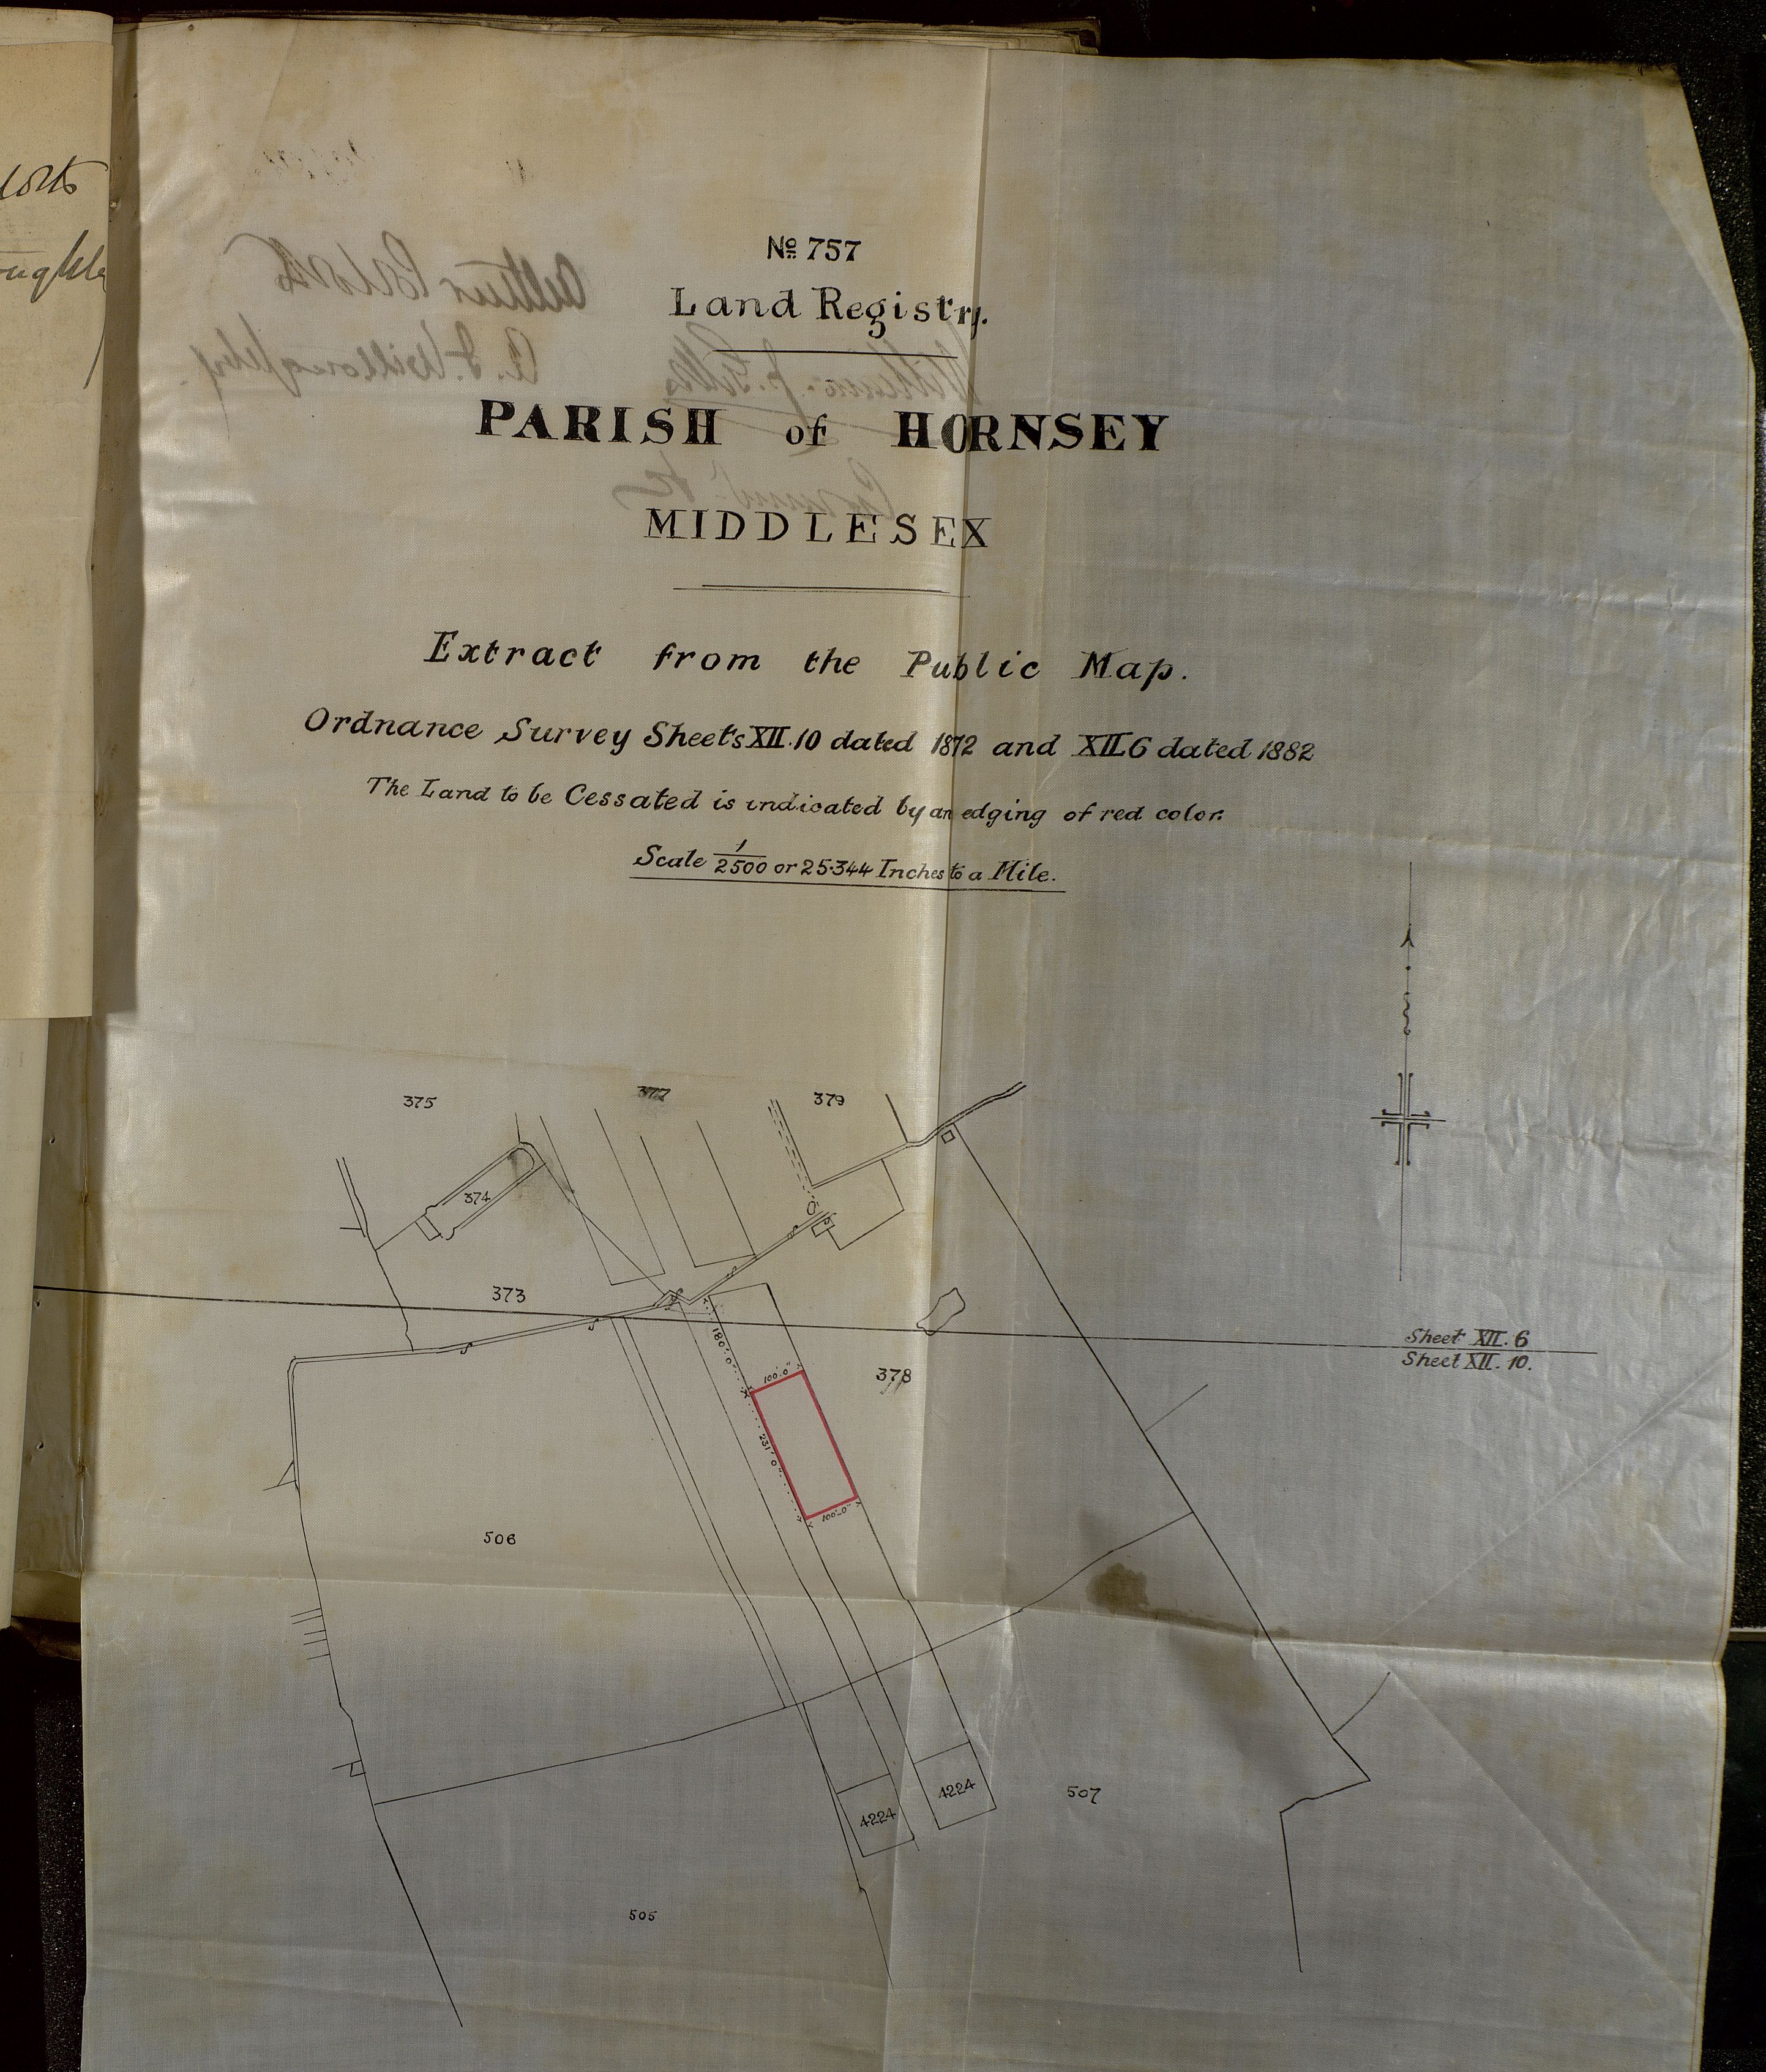 No 757
Land Registry.
PARISH of HORNSEY
MIDDLESEX
Extract from the Public Map.
Ordnance Survey Sheets XII.10 dated 1872 and XII.6 dated 1882
The Land to be Cessated is indicated by an edging of red color.
Scale 1/2500 or 25.344 Inches to a Mile.
375
377
379
374
373
Sheet XII. 6
Sheet XII. 10.
180'. 0"
100'. 0"
378
231'. 0"
100'. 0"
506
4224
4224
507
505